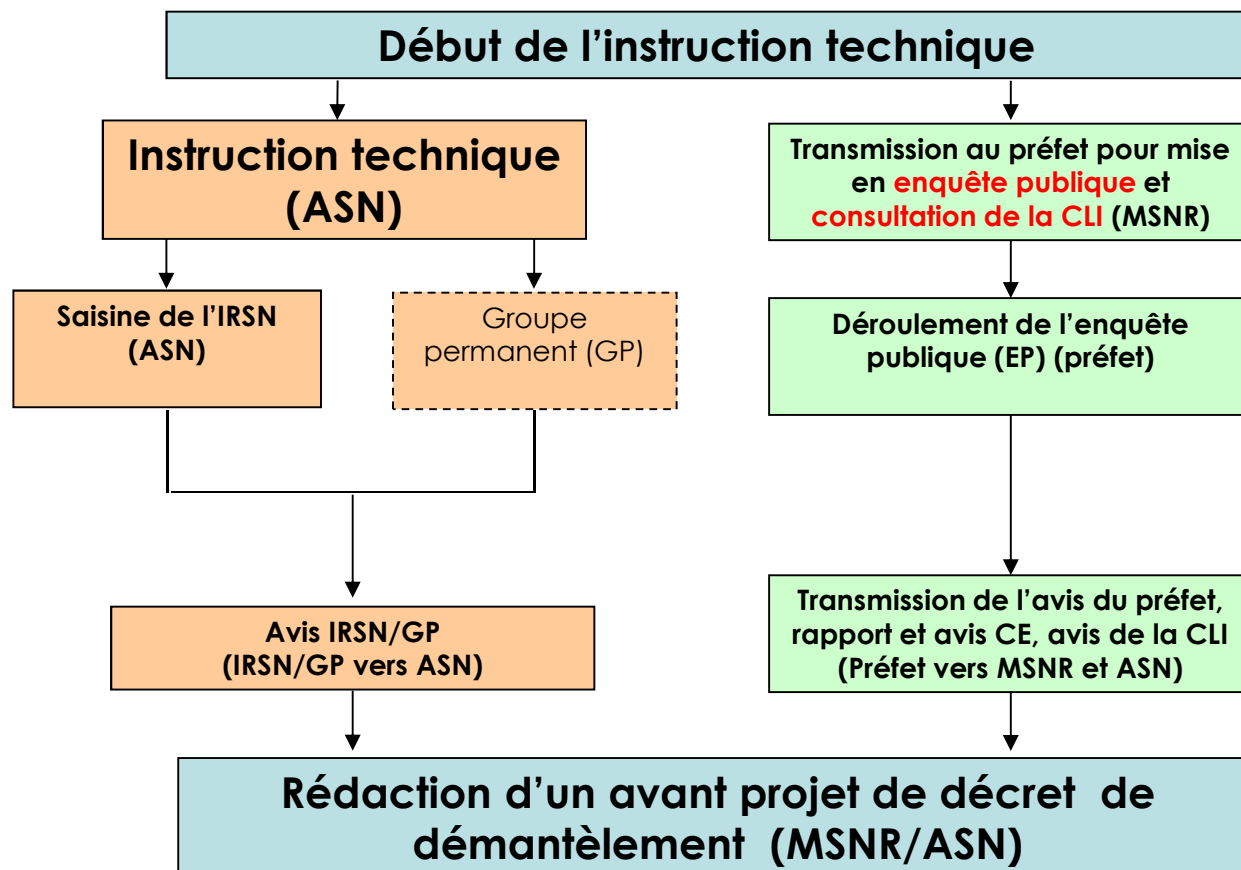 Début de l’instruction technique
Instruction technique
(ASN)
Transmission au préfet pour mise
en enquête publique et
consultation de la CLI (MSNR)
Saisine de l’IRSN
(ASN)
Groupe
permanent (GP)
Déroulement de l’enquête
publique (EP) (préfet)
Avis IRSN/GP
(IRSN/GP vers ASN)
Transmission de l’avis du préfet,
rapport et avis CE, avis de la CLI
(Préfet vers MSNR et ASN)
Rédaction d’un avant projet de décret de
démantèlement (MSNR/ASN)